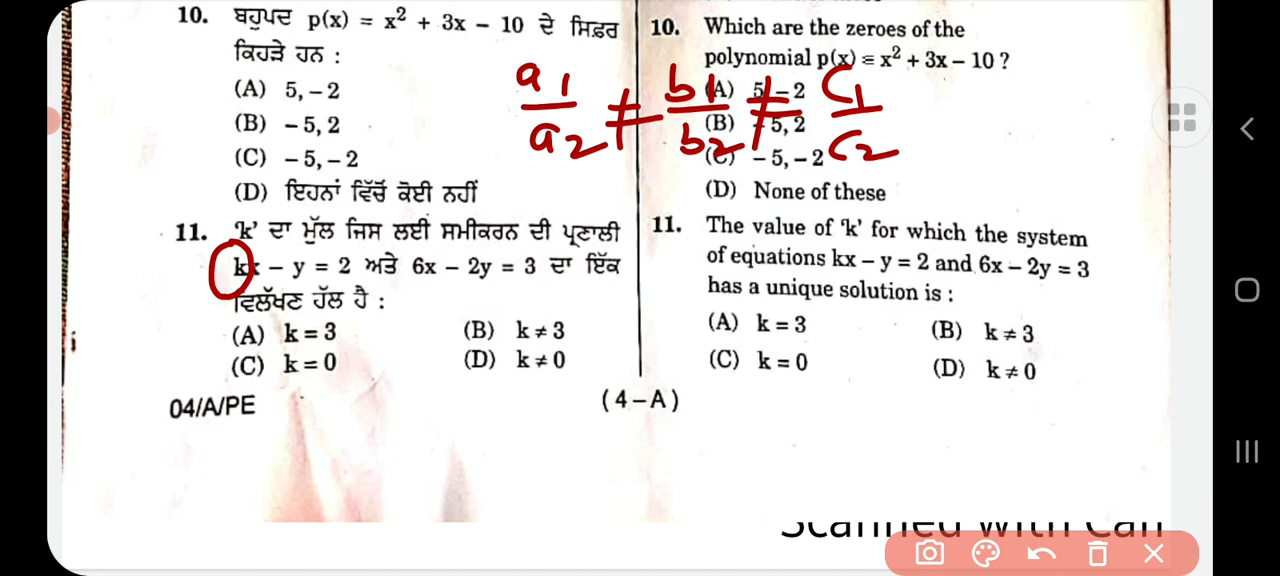 10. ਬਹੁਪਦ p(x) = x² + 3x – 10 ਦੇ ਸਿਫ਼ਰ
ਕਿਹੜੇ ਹਨ :
(A) 5, – 2
(B) – 5, 2
(C) – 5, – 2
(D) ਇਹਨਾਂ ਵਿੱਚੋਂ ਕੋਈ ਨਹੀਂ
11. 'k' ਦਾ ਮੁੱਲ ਜਿਸ ਲਈ ਸਮੀਕਰਨ ਦੀ ਪ੍ਰਣਾਲੀ
kx – y = 2 ਅਤੇ 6x – 2y = 3 ਦਾ ਇੱਕ
ਵਿਲੱਖਣ ਹੱਲ ਹੈ :
(A) k = 3 (B) k ≠ 3
(C) k = 0 (D) k ≠ 0
04/A/PE
(4–A)
10. Which are the zeroes of the
polynomial p(x) = x² + 3x – 10 ?
(A) 5, – 2
(B) – 5, 2
(C) – 5, – 2
(D) None of these
11. The value of 'k' for which the system
of equations kx – y = 2 and 6x – 2y = 3
has a unique solution is :
(A) k = 3 (B) k ≠ 3
(C) k = 0 (D) k ≠ 0
a1/a2 ≠ b1/b2 ≠ c1/c2
Scanned with Cam